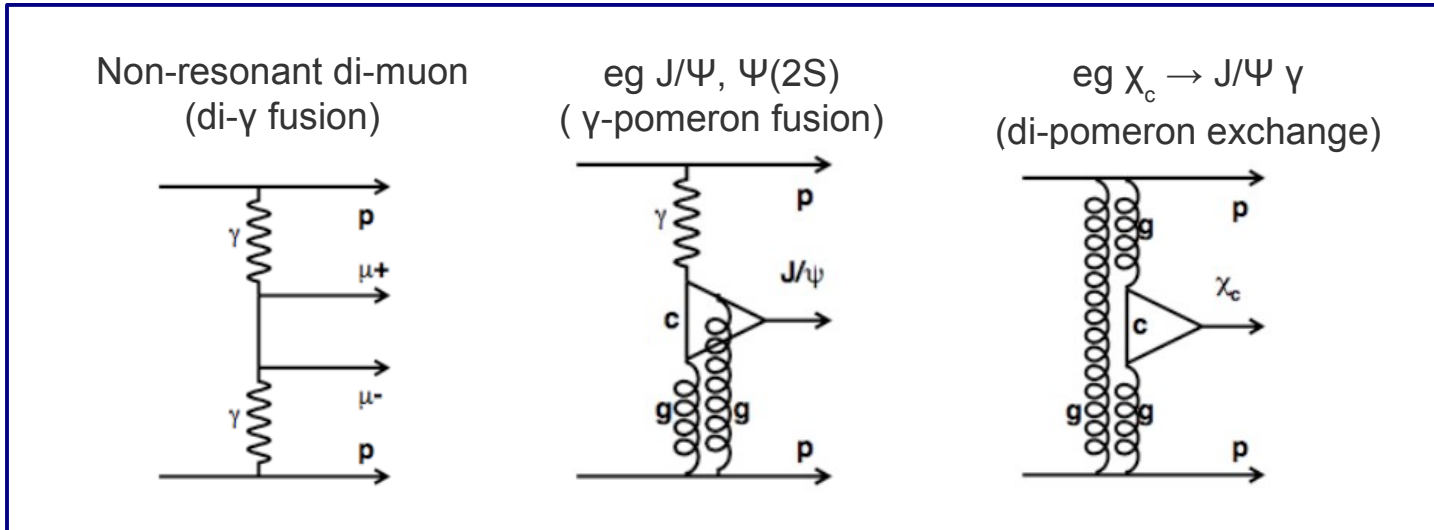 Non-resonant di-muon
(di-γ fusion)
eg J/Ψ, Ψ(2S)
( γ-pomeron fusion)
eg χc → J/Ψ γ
(di-pomeron exchange)
p
γ
μ+
μ-
γ
p
p
γ
J/ψ
c
g
g
p
p
g
χc
c
g
g
p